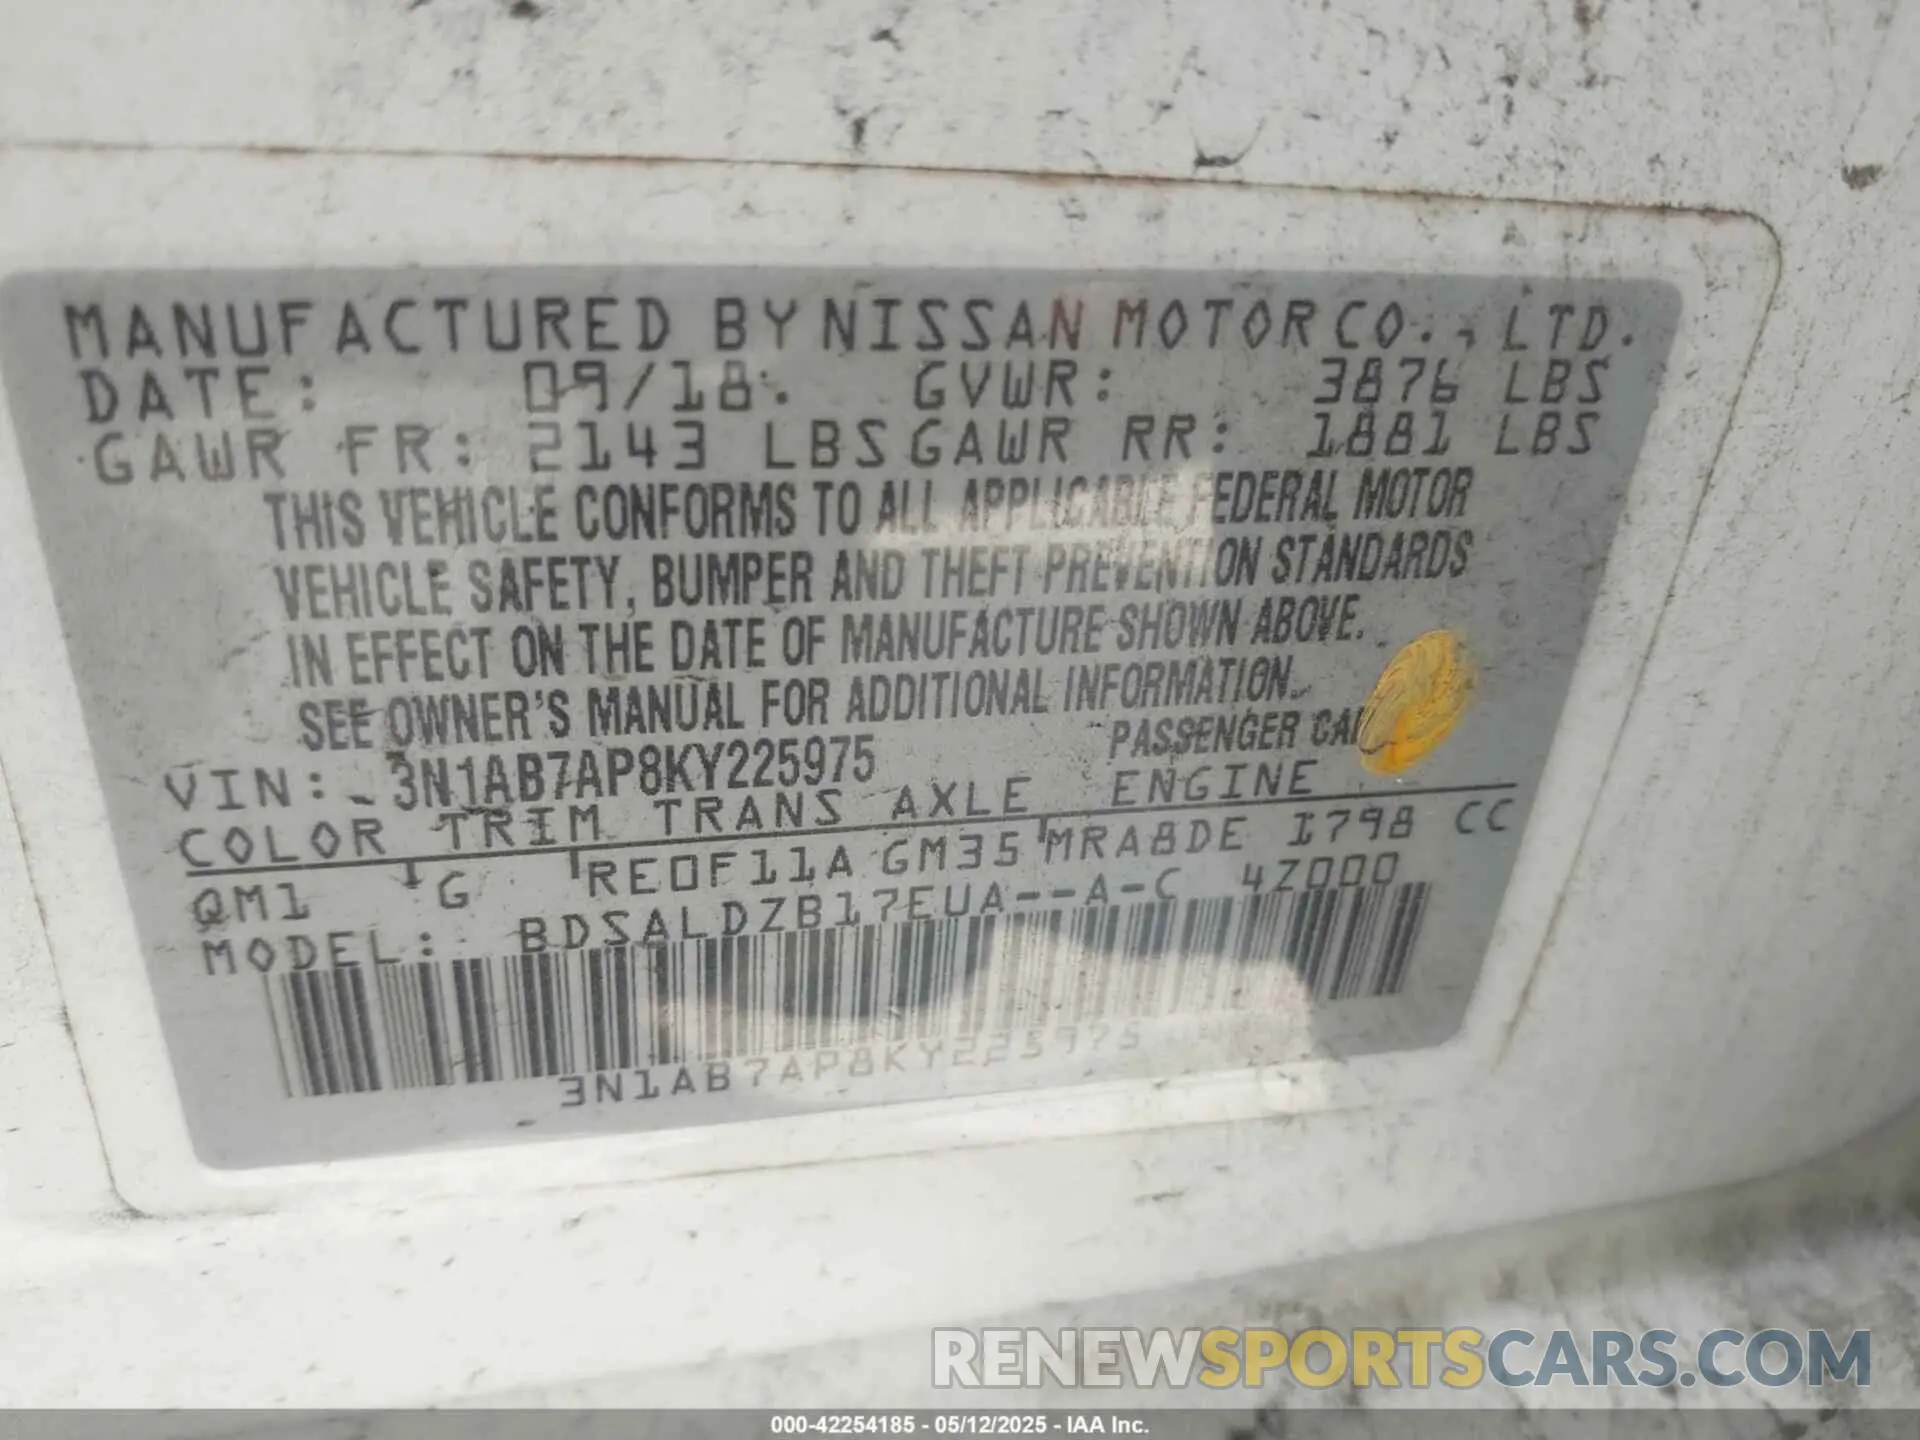 MANUFACTURED BY NISSAN MOTOR CO., LTD.
DATE: 09/18 GVWR: 3876 LBS
GAWR FR: 2143 LBS GAWR RR: 1881 LBS
THIS VEHICLE CONFORMS TO ALL APPLICABLE FEDERAL MOTOR
VEHICLE SAFETY, BUMPER AND THEFT PREVENTION STANDARDS
IN EFFECT ON THE DATE OF MANUFACTURE SHOWN ABOVE.
SEE OWNER'S MANUAL FOR ADDITIONAL INFORMATION.
VIN: 3N1AB7AP8KY225975 PASSENGER CAR
COLOR TRIM TRANS AXLE ENGINE
QM1 G RE0F11A GM35 MRA8DE 1798 CC
MODEL: BDSALDZB17EUA--A-C 4Z000
3N1AB7AP8KY225975
RENEWSPORTSCARS.COM
000-42254185 - 05/12/2025 - IAA Inc.